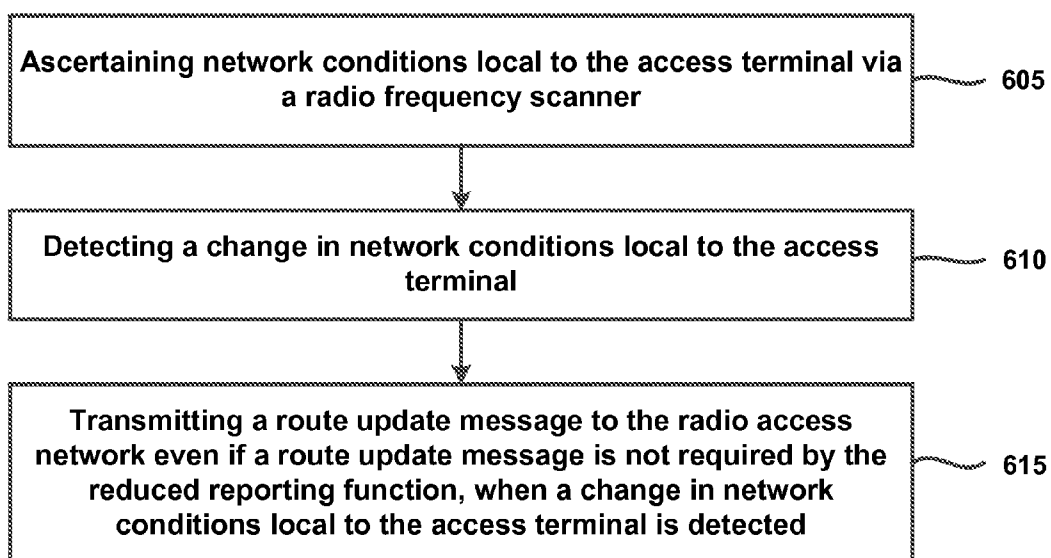 Ascertaining network conditions local to the access terminal via
a radio frequency scanner
605
Detecting a change in network conditions local to the access
terminal
610
Transmitting a route update message to the radio access
network even if a route update message is not required by the
reduced reporting function, when a change in network
conditions local to the access terminal is detected
615